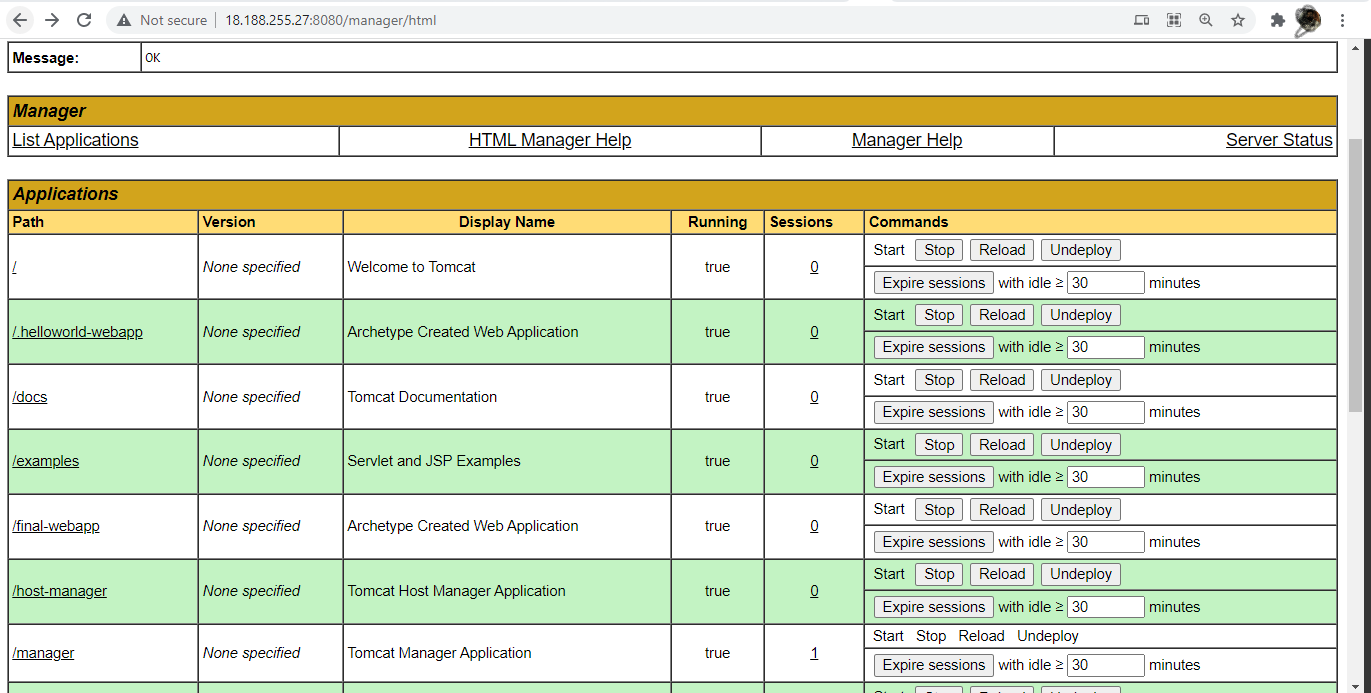 Not secure | 18.188.255.27:8080/manager/html
Message: OK
Manager
List Applications HTML Manager Help Manager Help Server Status
Applications
Path Version Display Name Running Sessions Commands
Start Stop Reload Undeploy
/ None specified Welcome to Tomcat true 0
Expire sessions with idle ≥ 30 minutes
Start Stop Reload Undeploy
/.helloworld-webapp None specified Archetype Created Web Application true 0
Expire sessions with idle ≥ 30 minutes
Start Stop Reload Undeploy
/docs None specified Tomcat Documentation true 0
Expire sessions with idle ≥ 30 minutes
Start Stop Reload Undeploy
/examples None specified Servlet and JSP Examples true 0
Expire sessions with idle ≥ 30 minutes
Start Stop Reload Undeploy
/final-webapp None specified Archetype Created Web Application true 0
Expire sessions with idle ≥ 30 minutes
Start Stop Reload Undeploy
/host-manager None specified Tomcat Host Manager Application true 0
Expire sessions with idle ≥ 30 minutes
Start Stop Reload Undeploy
/manager None specified Tomcat Manager Application true 1
Expire sessions with idle ≥ 30 minutes